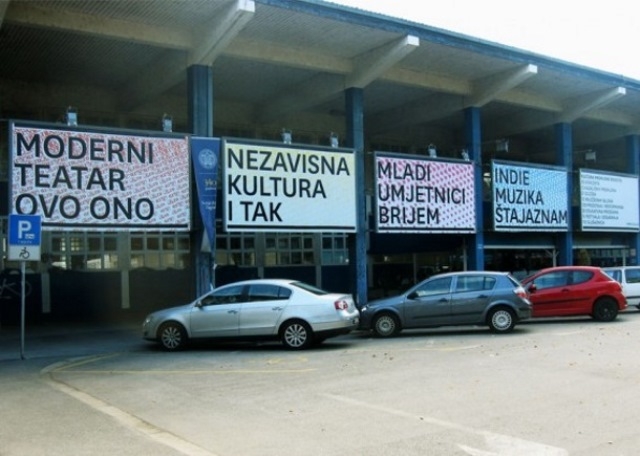 MODERNI
TEATAR
OVO ONO
NEZAVISNA
KULTURA
I TAK
MLADI
UMJETNICI
BRIJEM
INDIE
MUZIKA
ŠTAJAZNAM
P